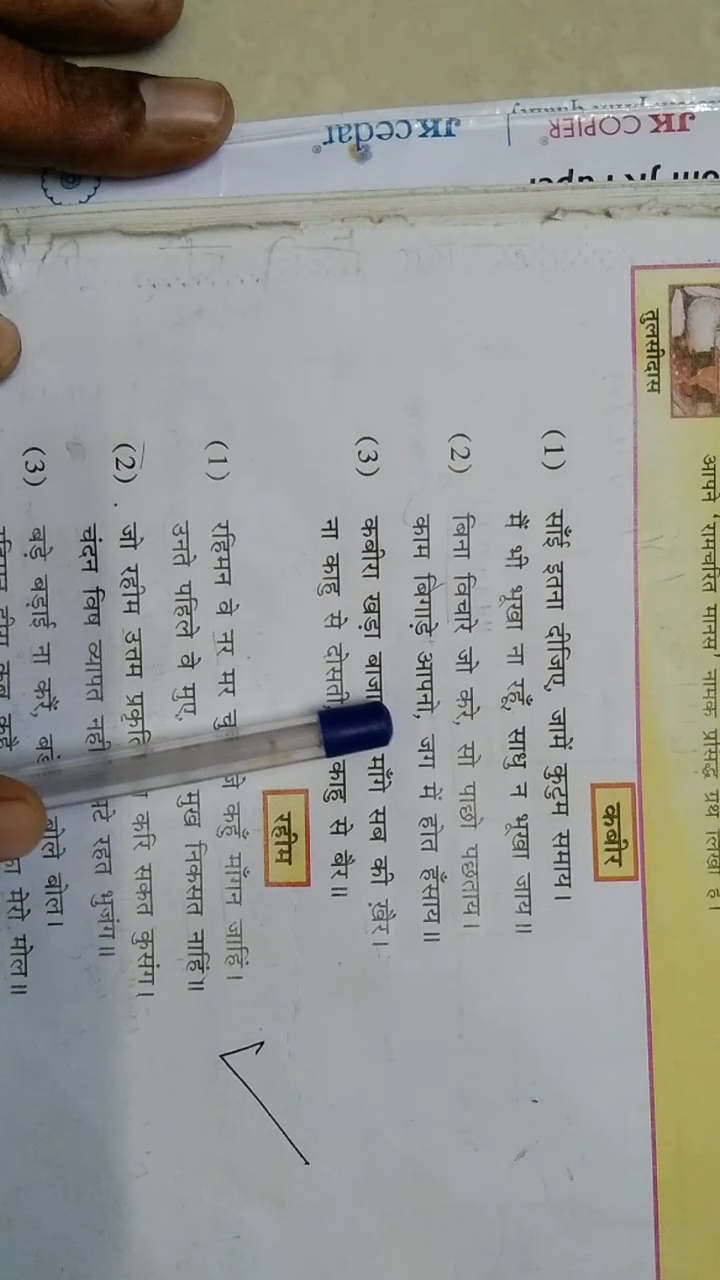 JK COPIER®
JK cedar®
आपने 'रामचरित मानस' नामक प्रसिद्ध ग्रंथ लिखा है।
तुलसीदास
कबीर
(1) साँई इतना दीजिए, जामें कुटुम समाय।
मैं भी भूखा ना रहूँ, साधु न भूखा जाय॥
(2) बिना विचारे जो करे, सो पाछो पछताय।
काम बिगाड़े आपनो, जग में होत हँसाय॥
(3) कबीरा खड़ा माँगे सब की ख़ैर।
ना काहु से दोसती, काहु से बैर॥
रहीम
(1) रहिमन वे नर मर कहुँ माँगन जाहिं।
उनते पहिले वे मुए, मुख निकसत नाहिं॥
(2) जो रहीम उत्तम करि सकत कुसंग।
चंदन विष व्यापत रहत भुजंग॥
(3) बड़े बड़ाई ना करैं, बोले बोल।
मेरो मोल॥